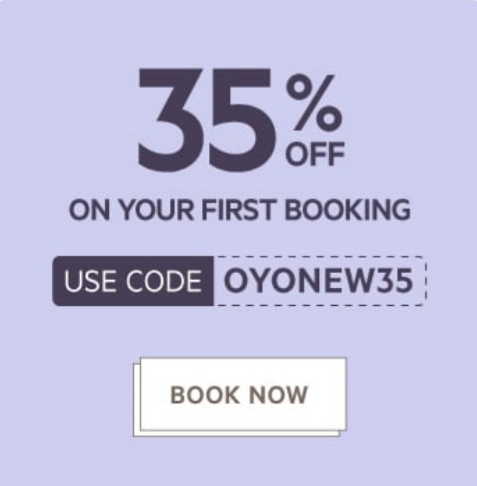 35%
OFF
ON YOUR FIRST BOOKING
USE CODE OYONEW35
BOOK NOW